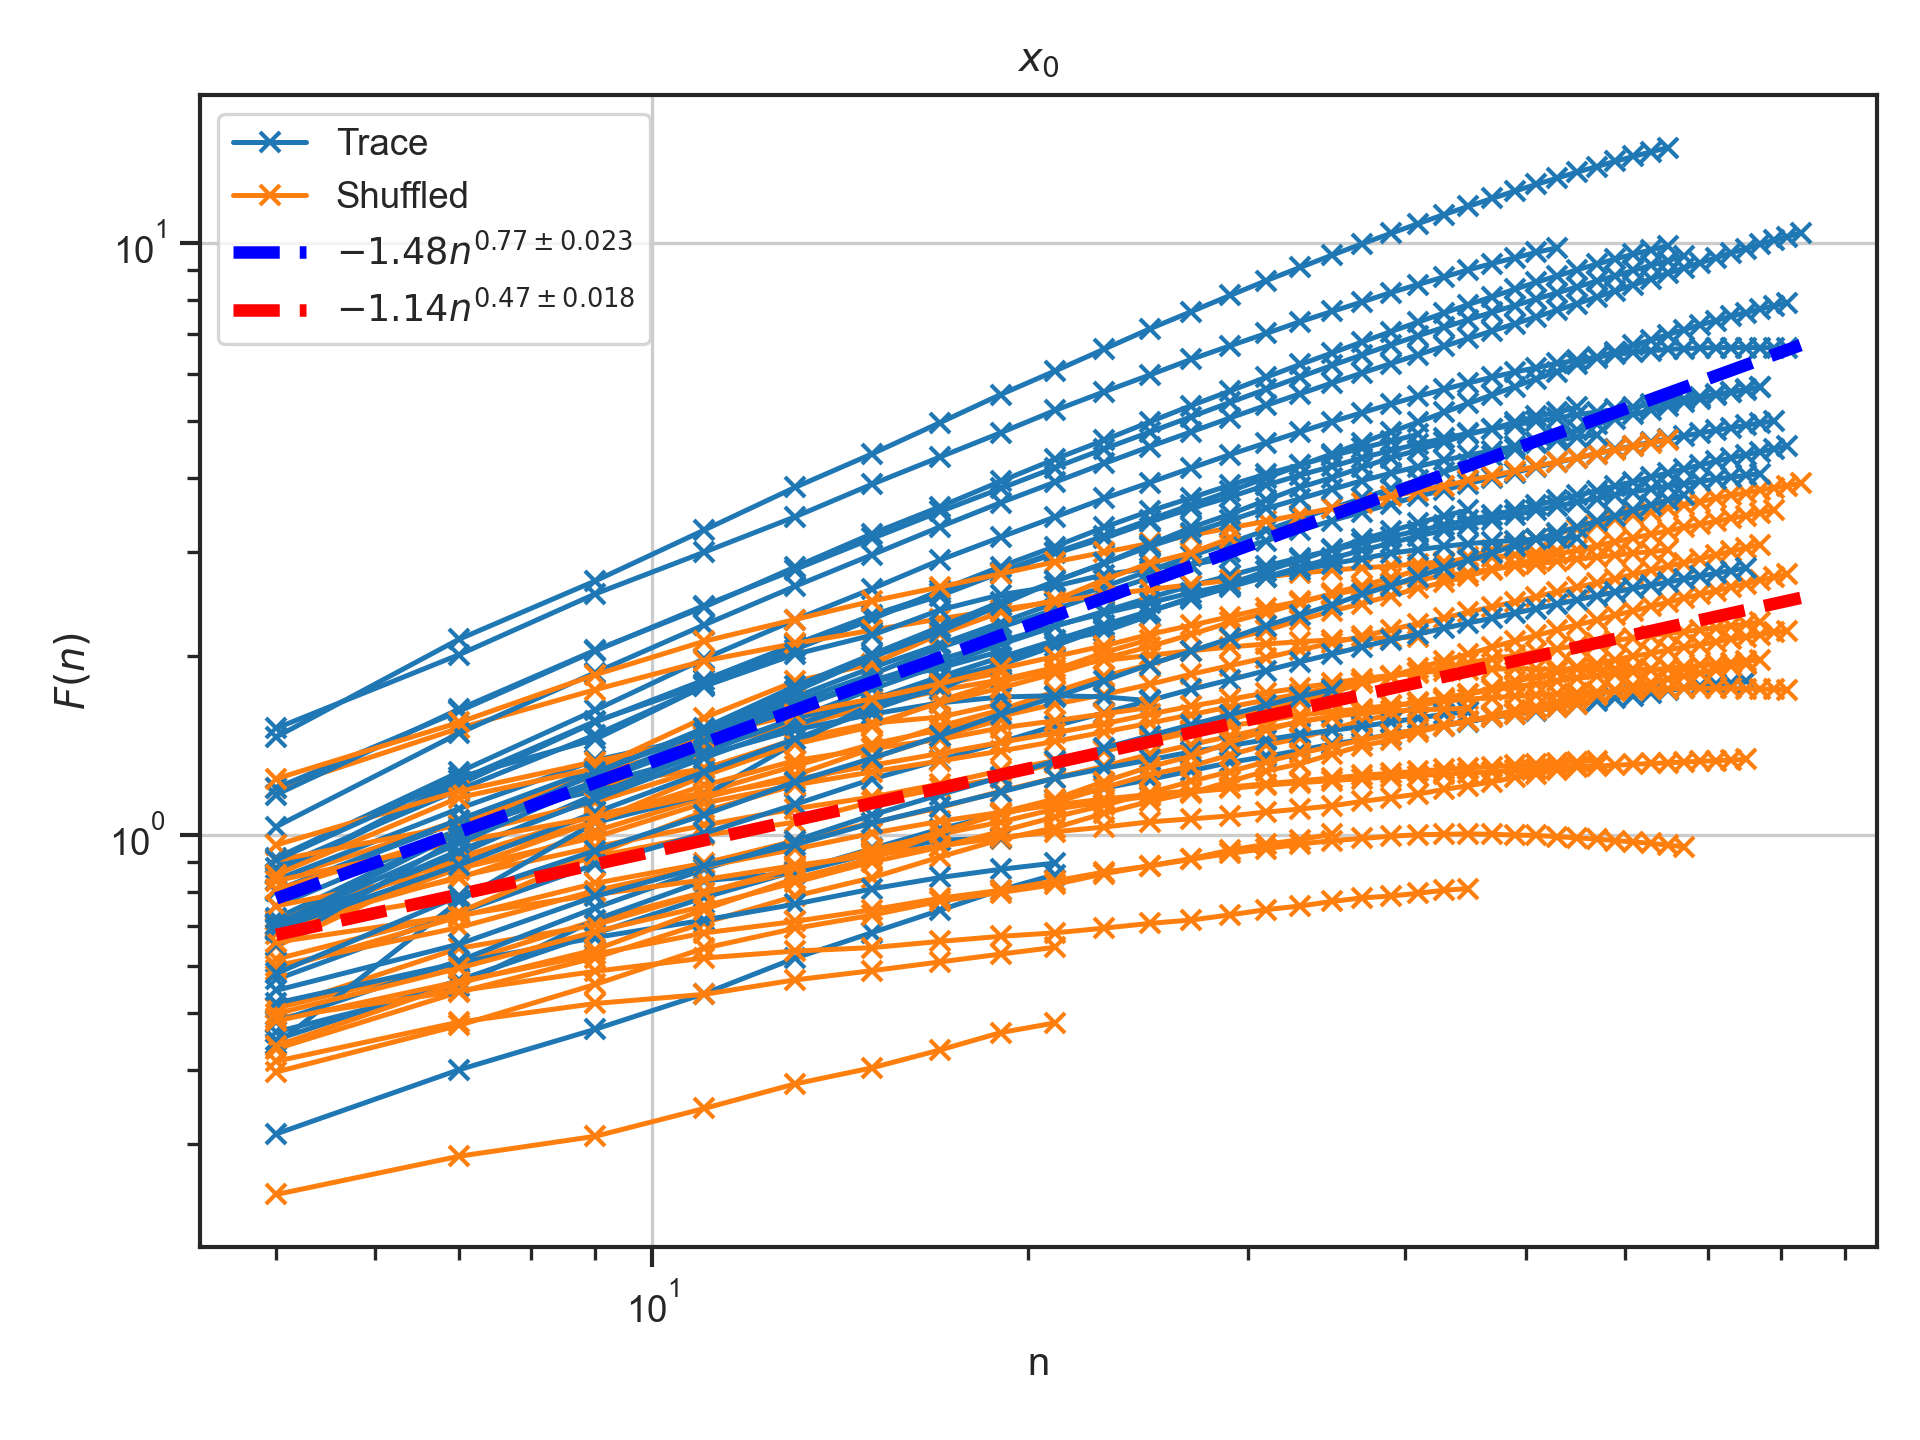 x₀
Trace
Shuffled
−1.48n^0.77±0.023
−1.14n^0.47±0.018
10¹
10⁰
F(n)
10¹
n